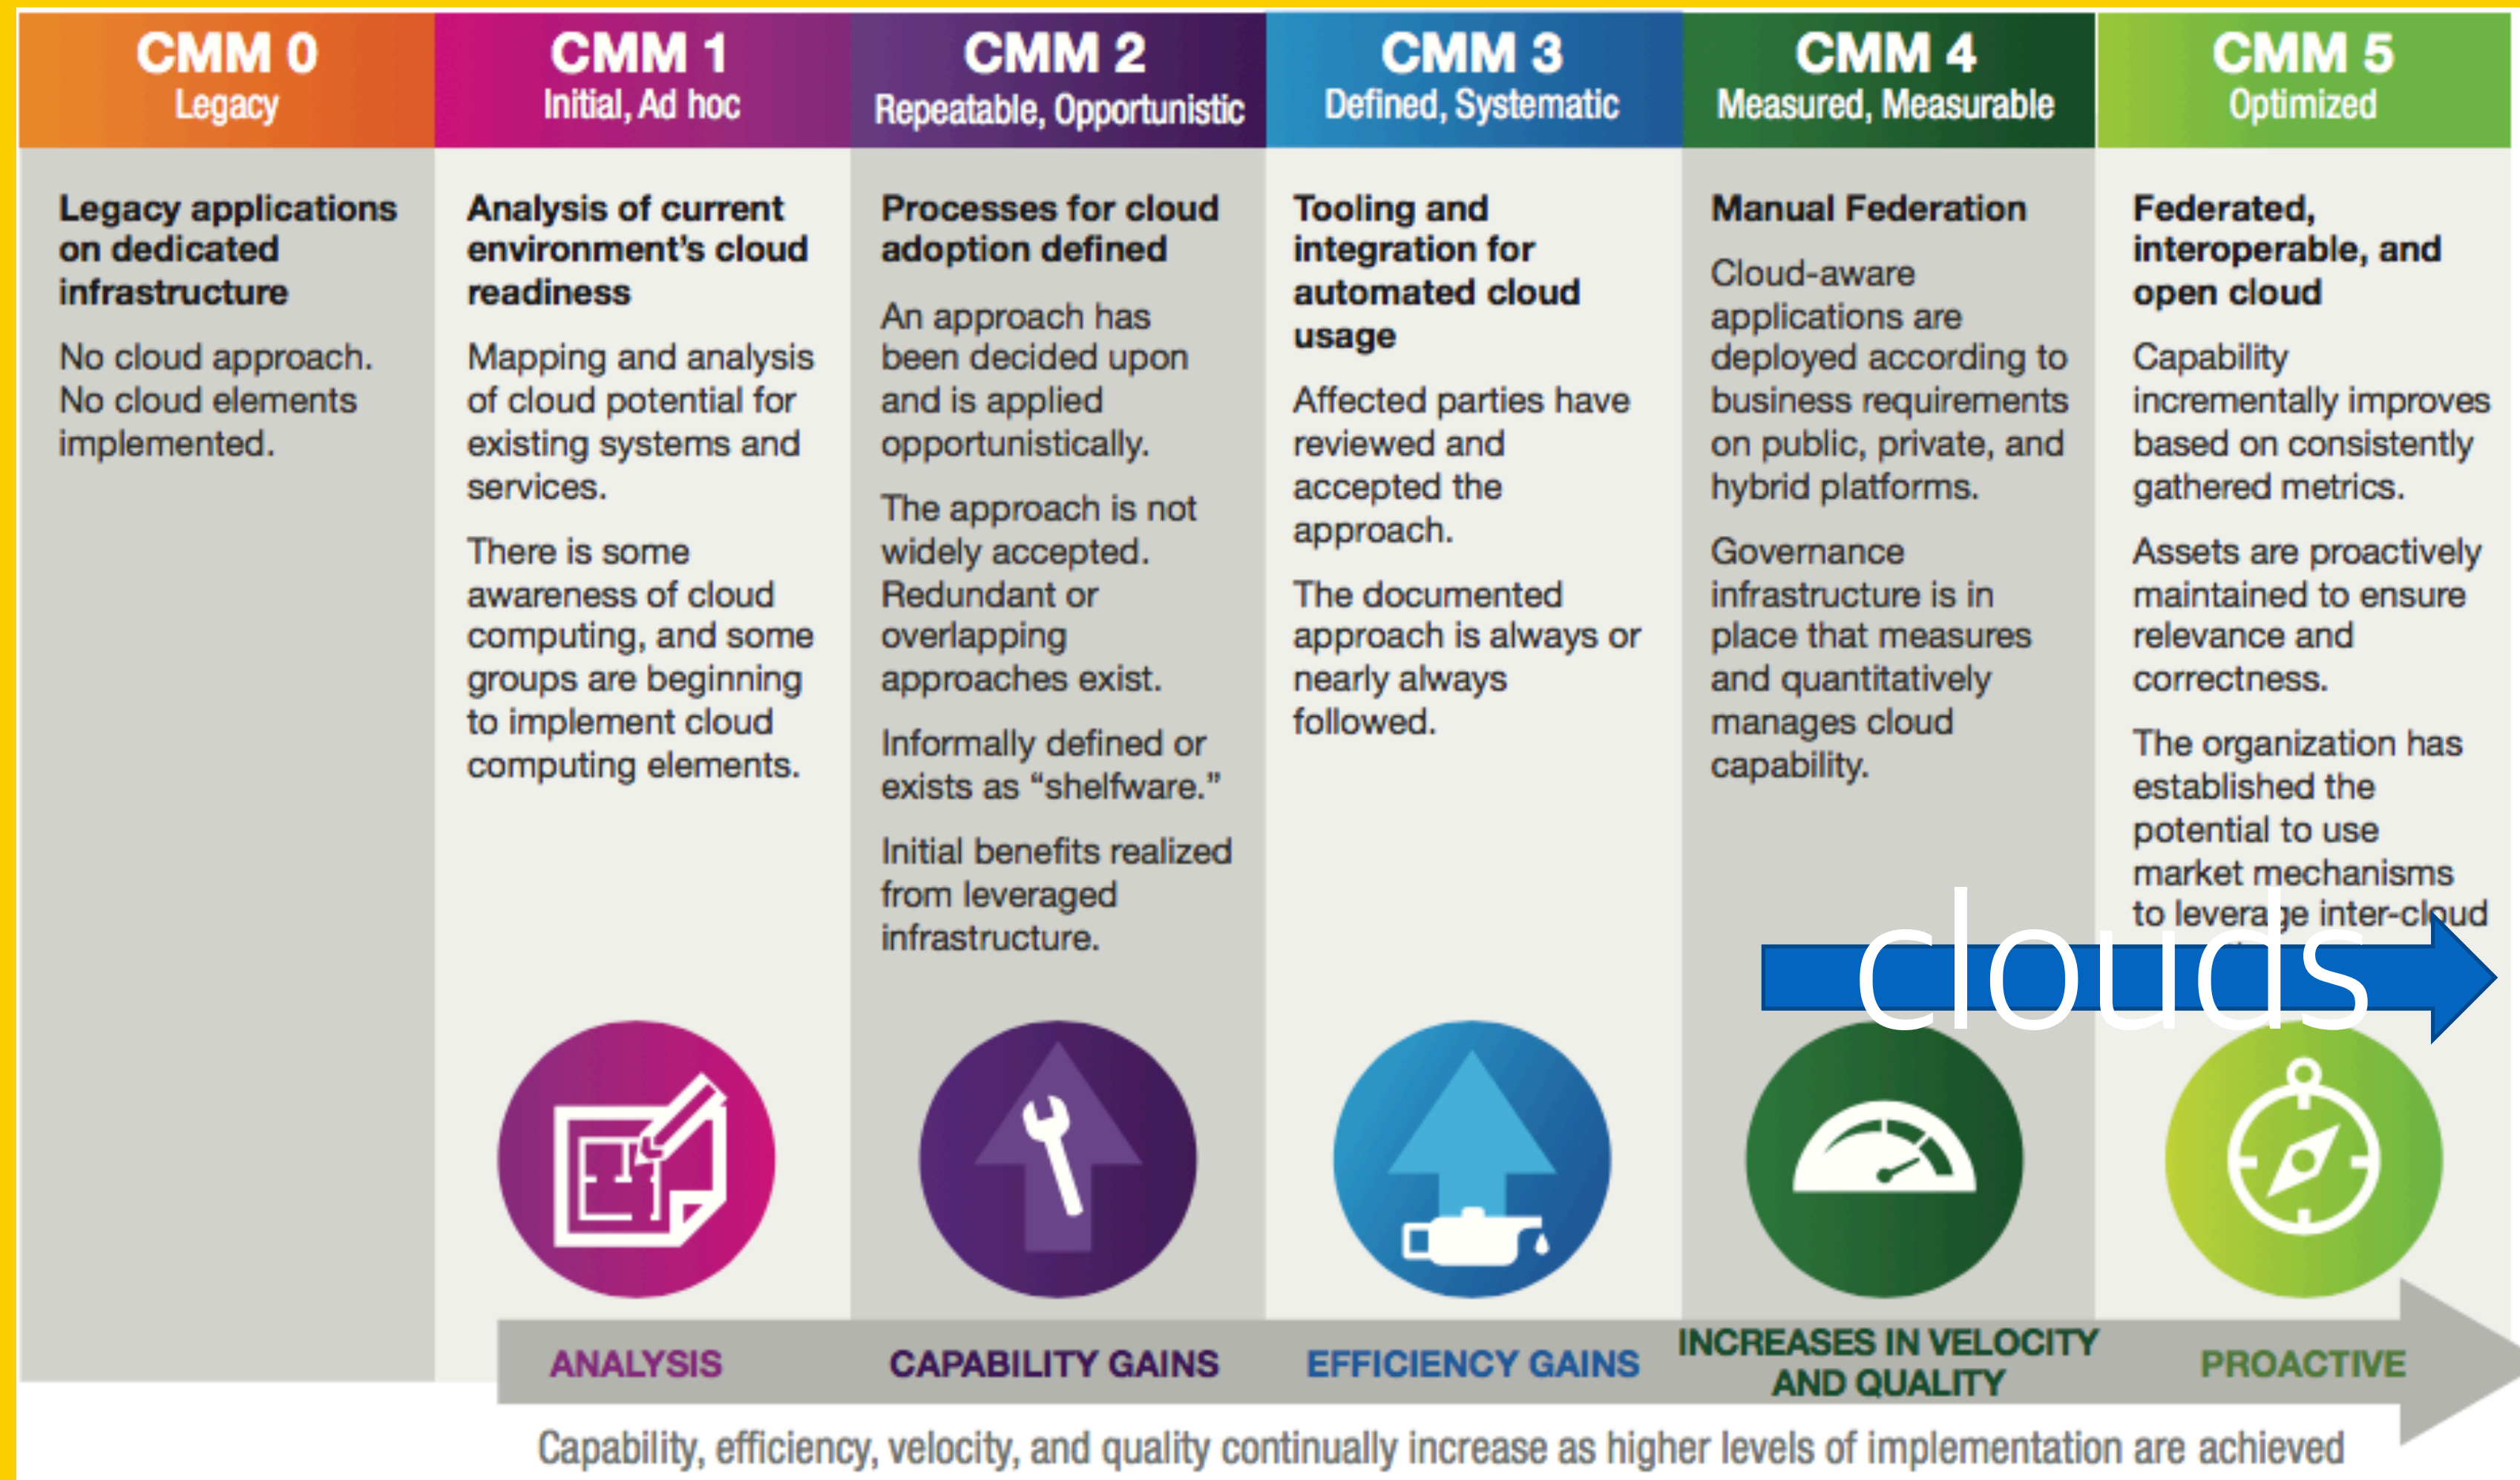 CMM 0
Legacy
Legacy applications
on dedicated
infrastructure
No cloud approach.
No cloud elements
implemented.
CMM 1
Initial, Ad hoc
Analysis of current
environment's cloud
readiness
Mapping and analysis
of cloud potential for
existing systems and
services.
There is some
awareness of cloud
computing, and some
groups are beginning
to implement cloud
computing elements.
ANALYSIS
CMM 2
Repeatable, Opportunistic
Processes for cloud
adoption defined
An approach has
been decided upon
and is applied
opportunistically.
The approach is not
widely accepted.
Redundant or
overlapping
approaches exist.
Informally defined or
exists as “shelfware.”
Initial benefits realized
from leveraged
infrastructure.
CAPABILITY GAINS
CMM 3
Defined, Systematic
Tooling and
integration for
automated cloud
usage
Affected parties have
reviewed and
accepted the
approach.
The documented
approach is always or
nearly always
followed.
EFFICIENCY GAINS
CMM 4
Measured, Measurable
Manual Federation
Cloud-aware
applications are
deployed according to
business requirements
on public, private, and
hybrid platforms.
Governance
infrastructure is in
place that measures
and quantitatively
manages cloud
capability.
INCREASES IN VELOCITY
AND QUALITY
CMM 5
Optimized
Federated,
interoperable, and
open cloud
Capability
incrementally improves
based on consistently
gathered metrics.
Assets are proactively
maintained to ensure
relevance and
correctness.
The organization has
established the
potential to use
market mechanisms
to leverage inter-cloud
clouds
PROACTIVE
Capability, efficiency, velocity, and quality continually increase as higher levels of implementation are achieved